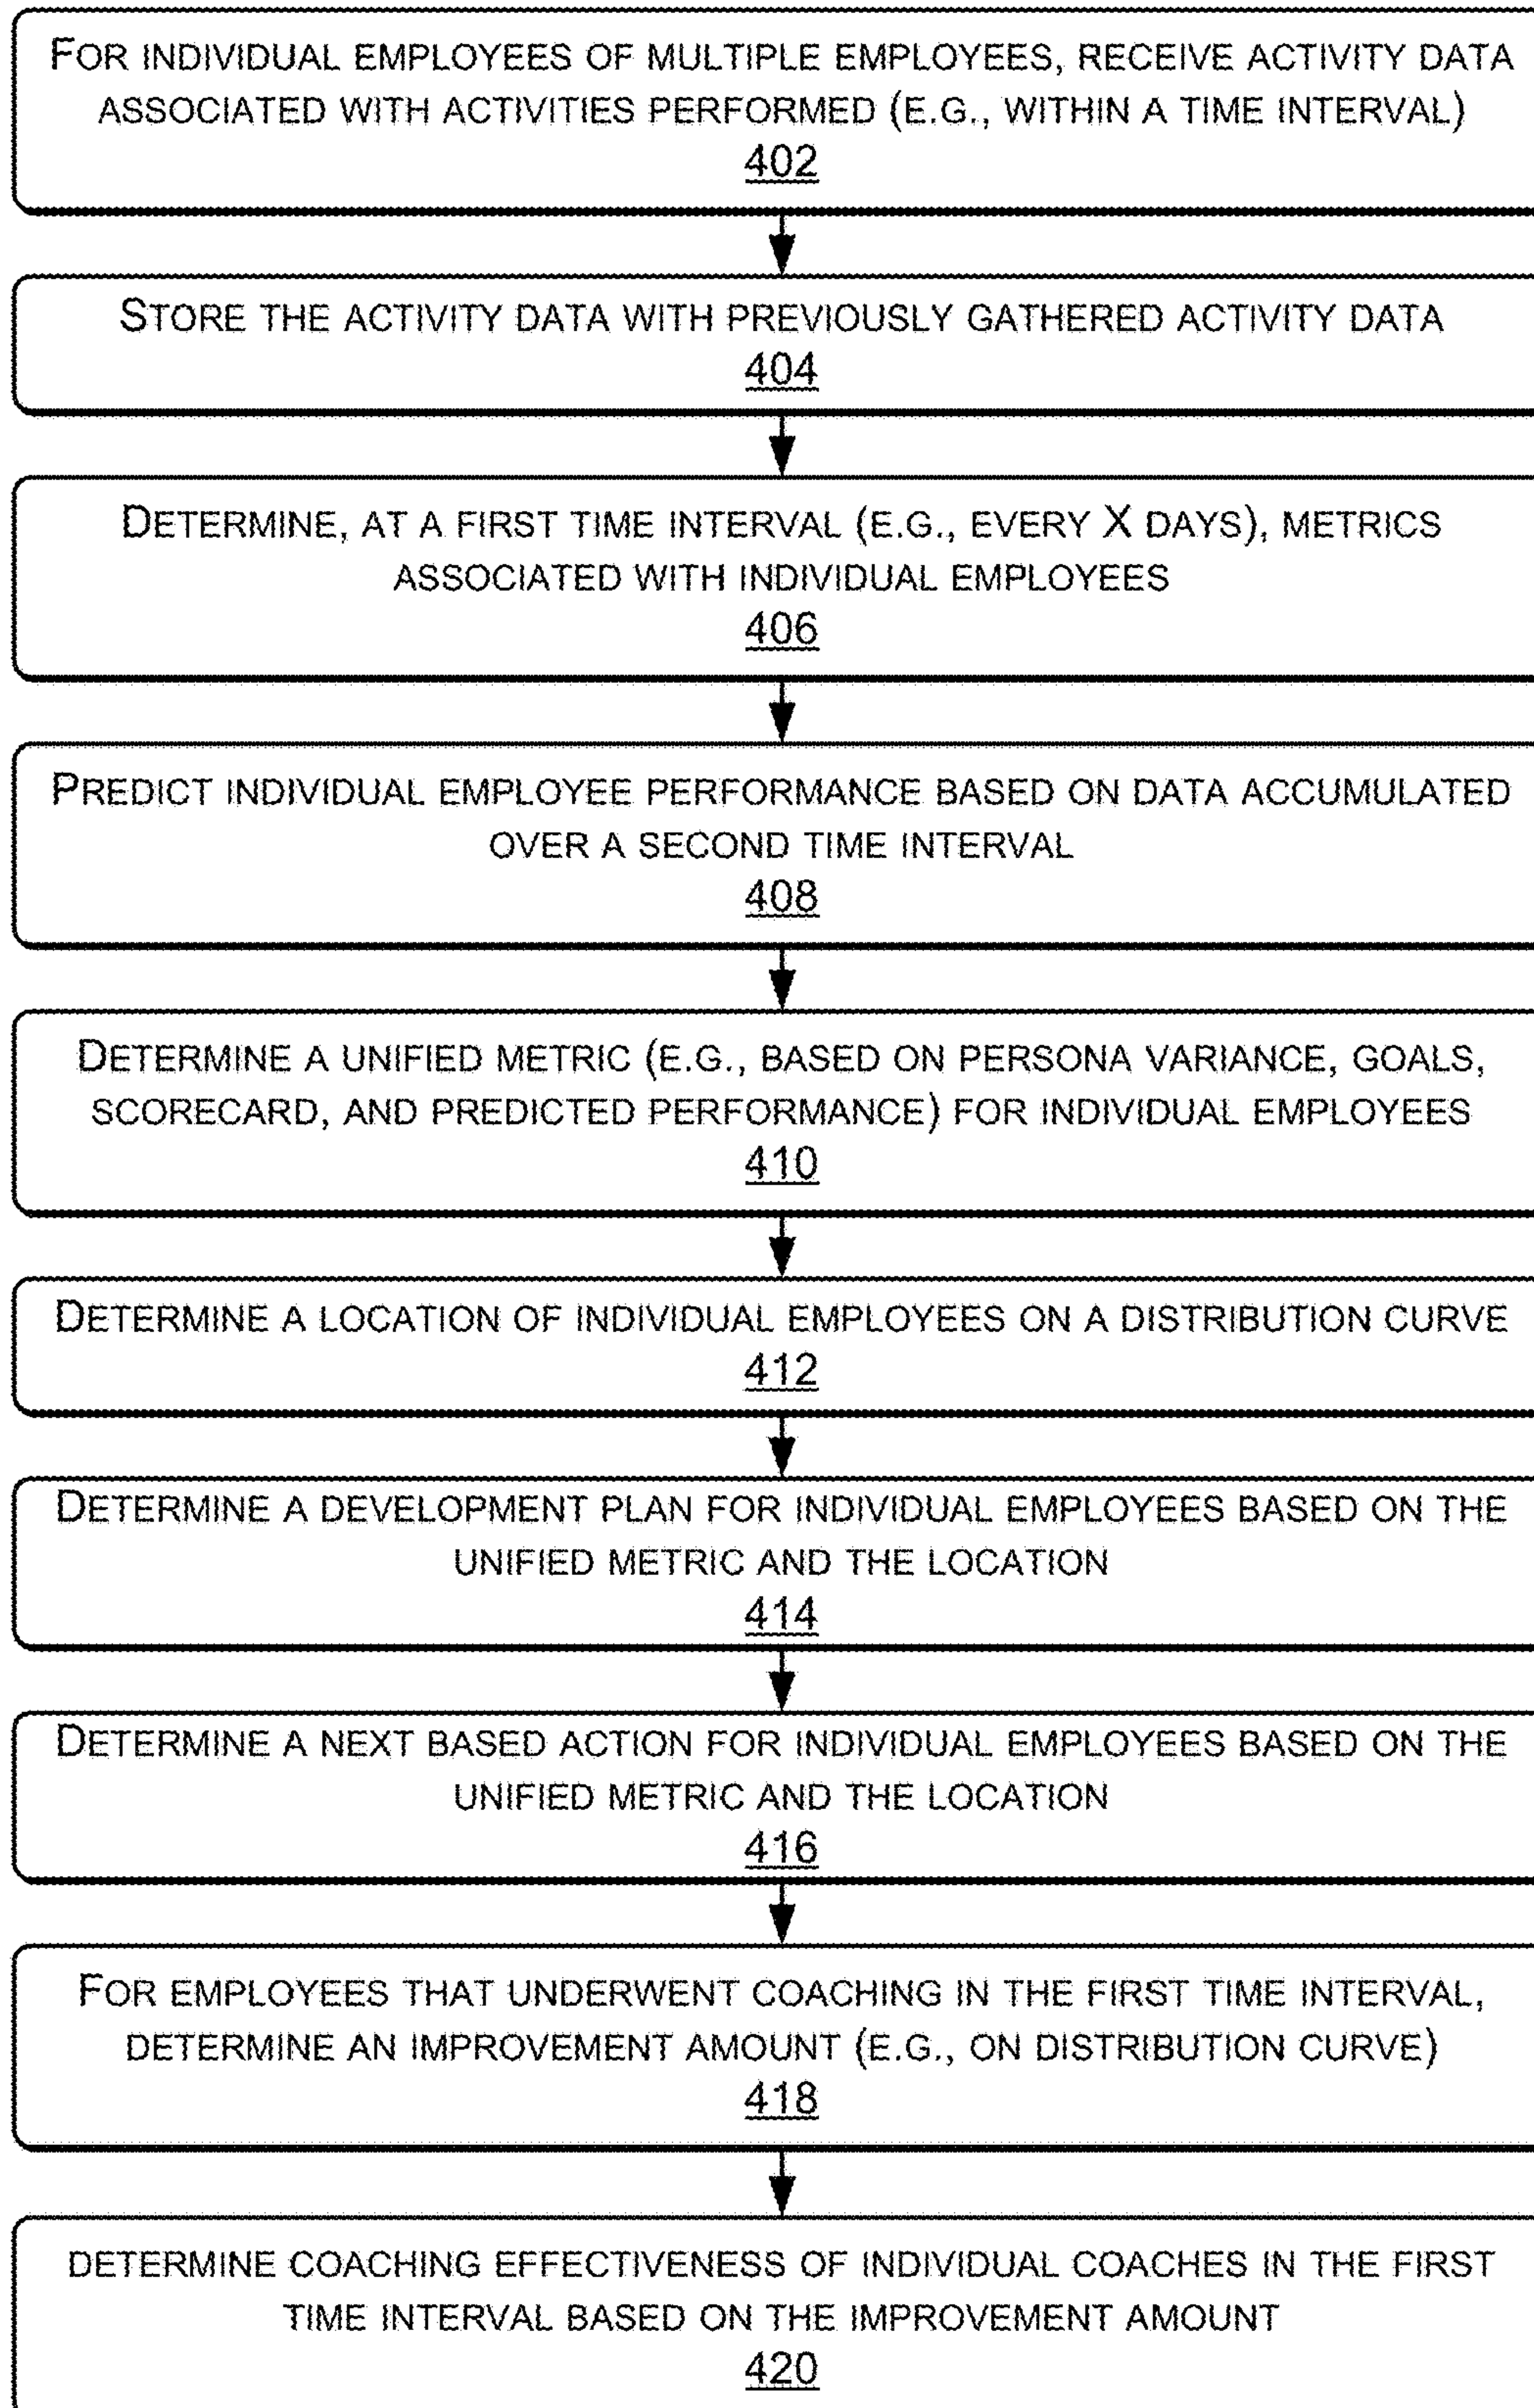 For individual employees of multiple employees, receive activity data
associated with activities performed (e.g., within a time interval)
402
Store the activity data with previously gathered activity data
404
Determine, at a first time interval (e.g., every X days), metrics
associated with individual employees
406
Predict individual employee performance based on data accumulated
over a second time interval
408
Determine a unified metric (e.g., based on persona variance, goals,
scorecard, and predicted performance) for individual employees
410
Determine a location of individual employees on a distribution curve
412
Determine a development plan for individual employees based on the
unified metric and the location
414
Determine a next based action for individual employees based on the
unified metric and the location
416
For employees that underwent coaching in the first time interval,
determine an improvement amount (e.g., on distribution curve)
418
determine coaching effectiveness of individual coaches in the first
time interval based on the improvement amount
420